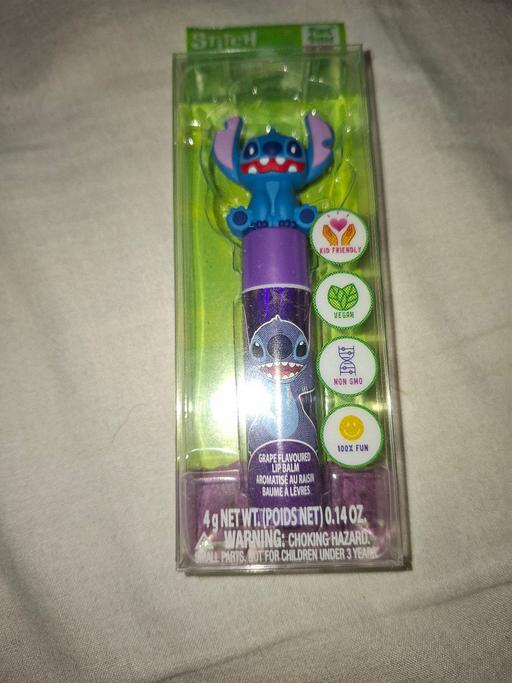 Stitch
KID FRIENDLY
VEGAN
NON GMO
100% FUN
GRAPE FLAVOURED
LIP BALM
AROMATISÉ AU RAISIN
BAUME À LÈVRES
4 g NET WT. (POIDS NET) 0.14 OZ.
WARNING: CHOKING HAZARD.
SMALL PARTS. NOT FOR CHILDREN UNDER 3 YEARS.